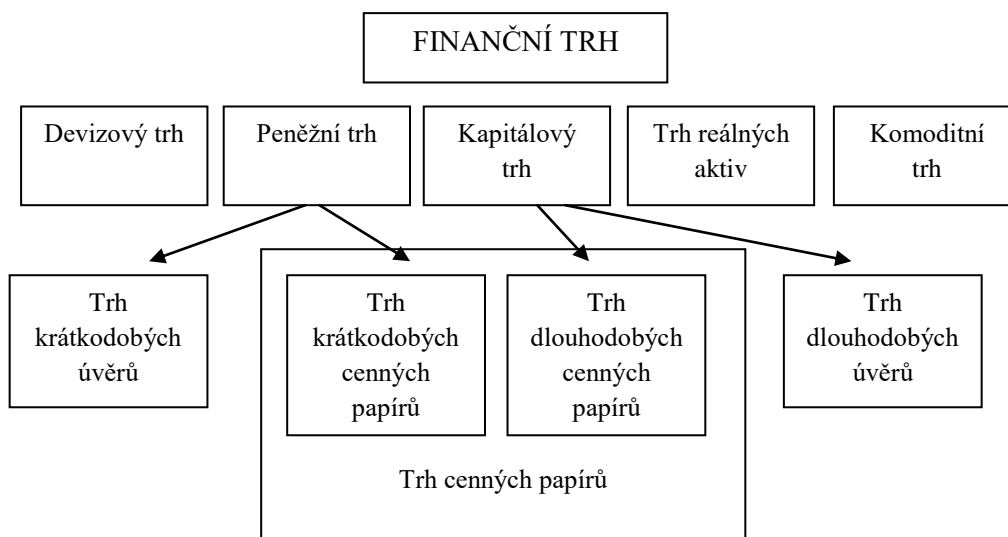 FINANČNÍ TRH
Devizový trh
Peněžní trh
Kapitálový
trh
Trh reálných
aktiv
Komoditní
trh
Trh
krátkodobých
úvěrů
Trh
krátkodobých
cenných
papírů
Trh
dlouhodobých
cenných
papírů
Trh
dlouhodobých
úvěrů
Trh cenných papírů